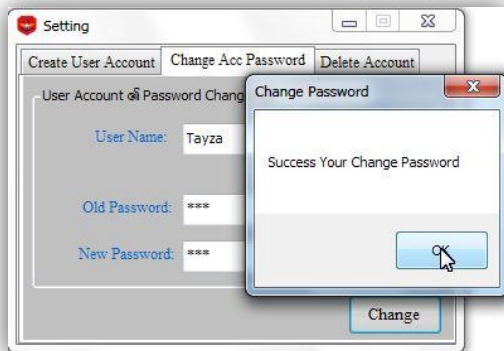 Setting
Create User Account
Change Acc Password
Delete Account
User Account ၏ Password Chang
User Name:
Tayza
Old Password:
***
New Password:
***
Change
Change Password
Success Your Change Password
OK